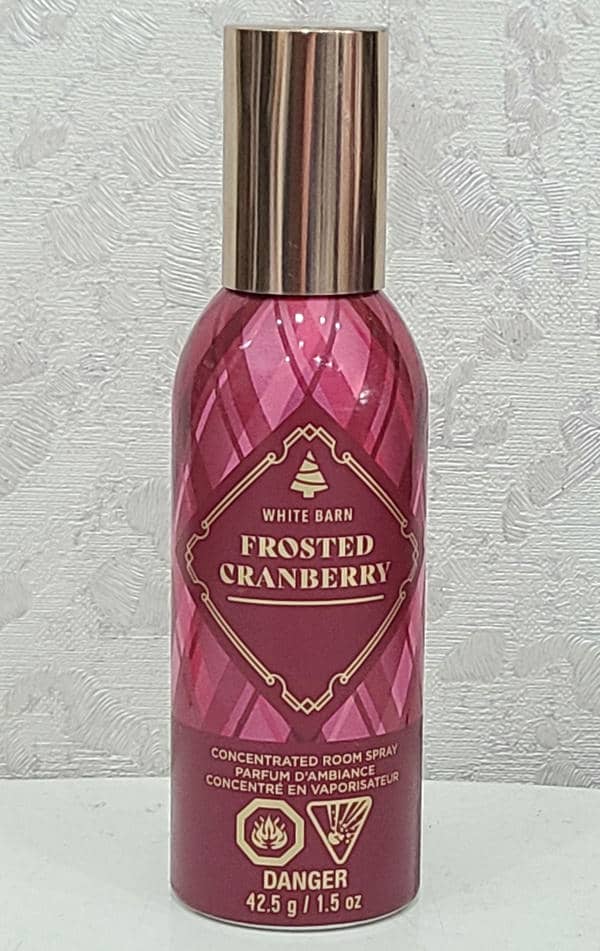 WHITE BARN
FROSTED
CRANBERRY
CONCENTRATED ROOM SPRAY
PARFUM D'AMBIANCE
CONCENTRÉ EN VAPORISATEUR
DANGER
42.5 g / 1.5 oz